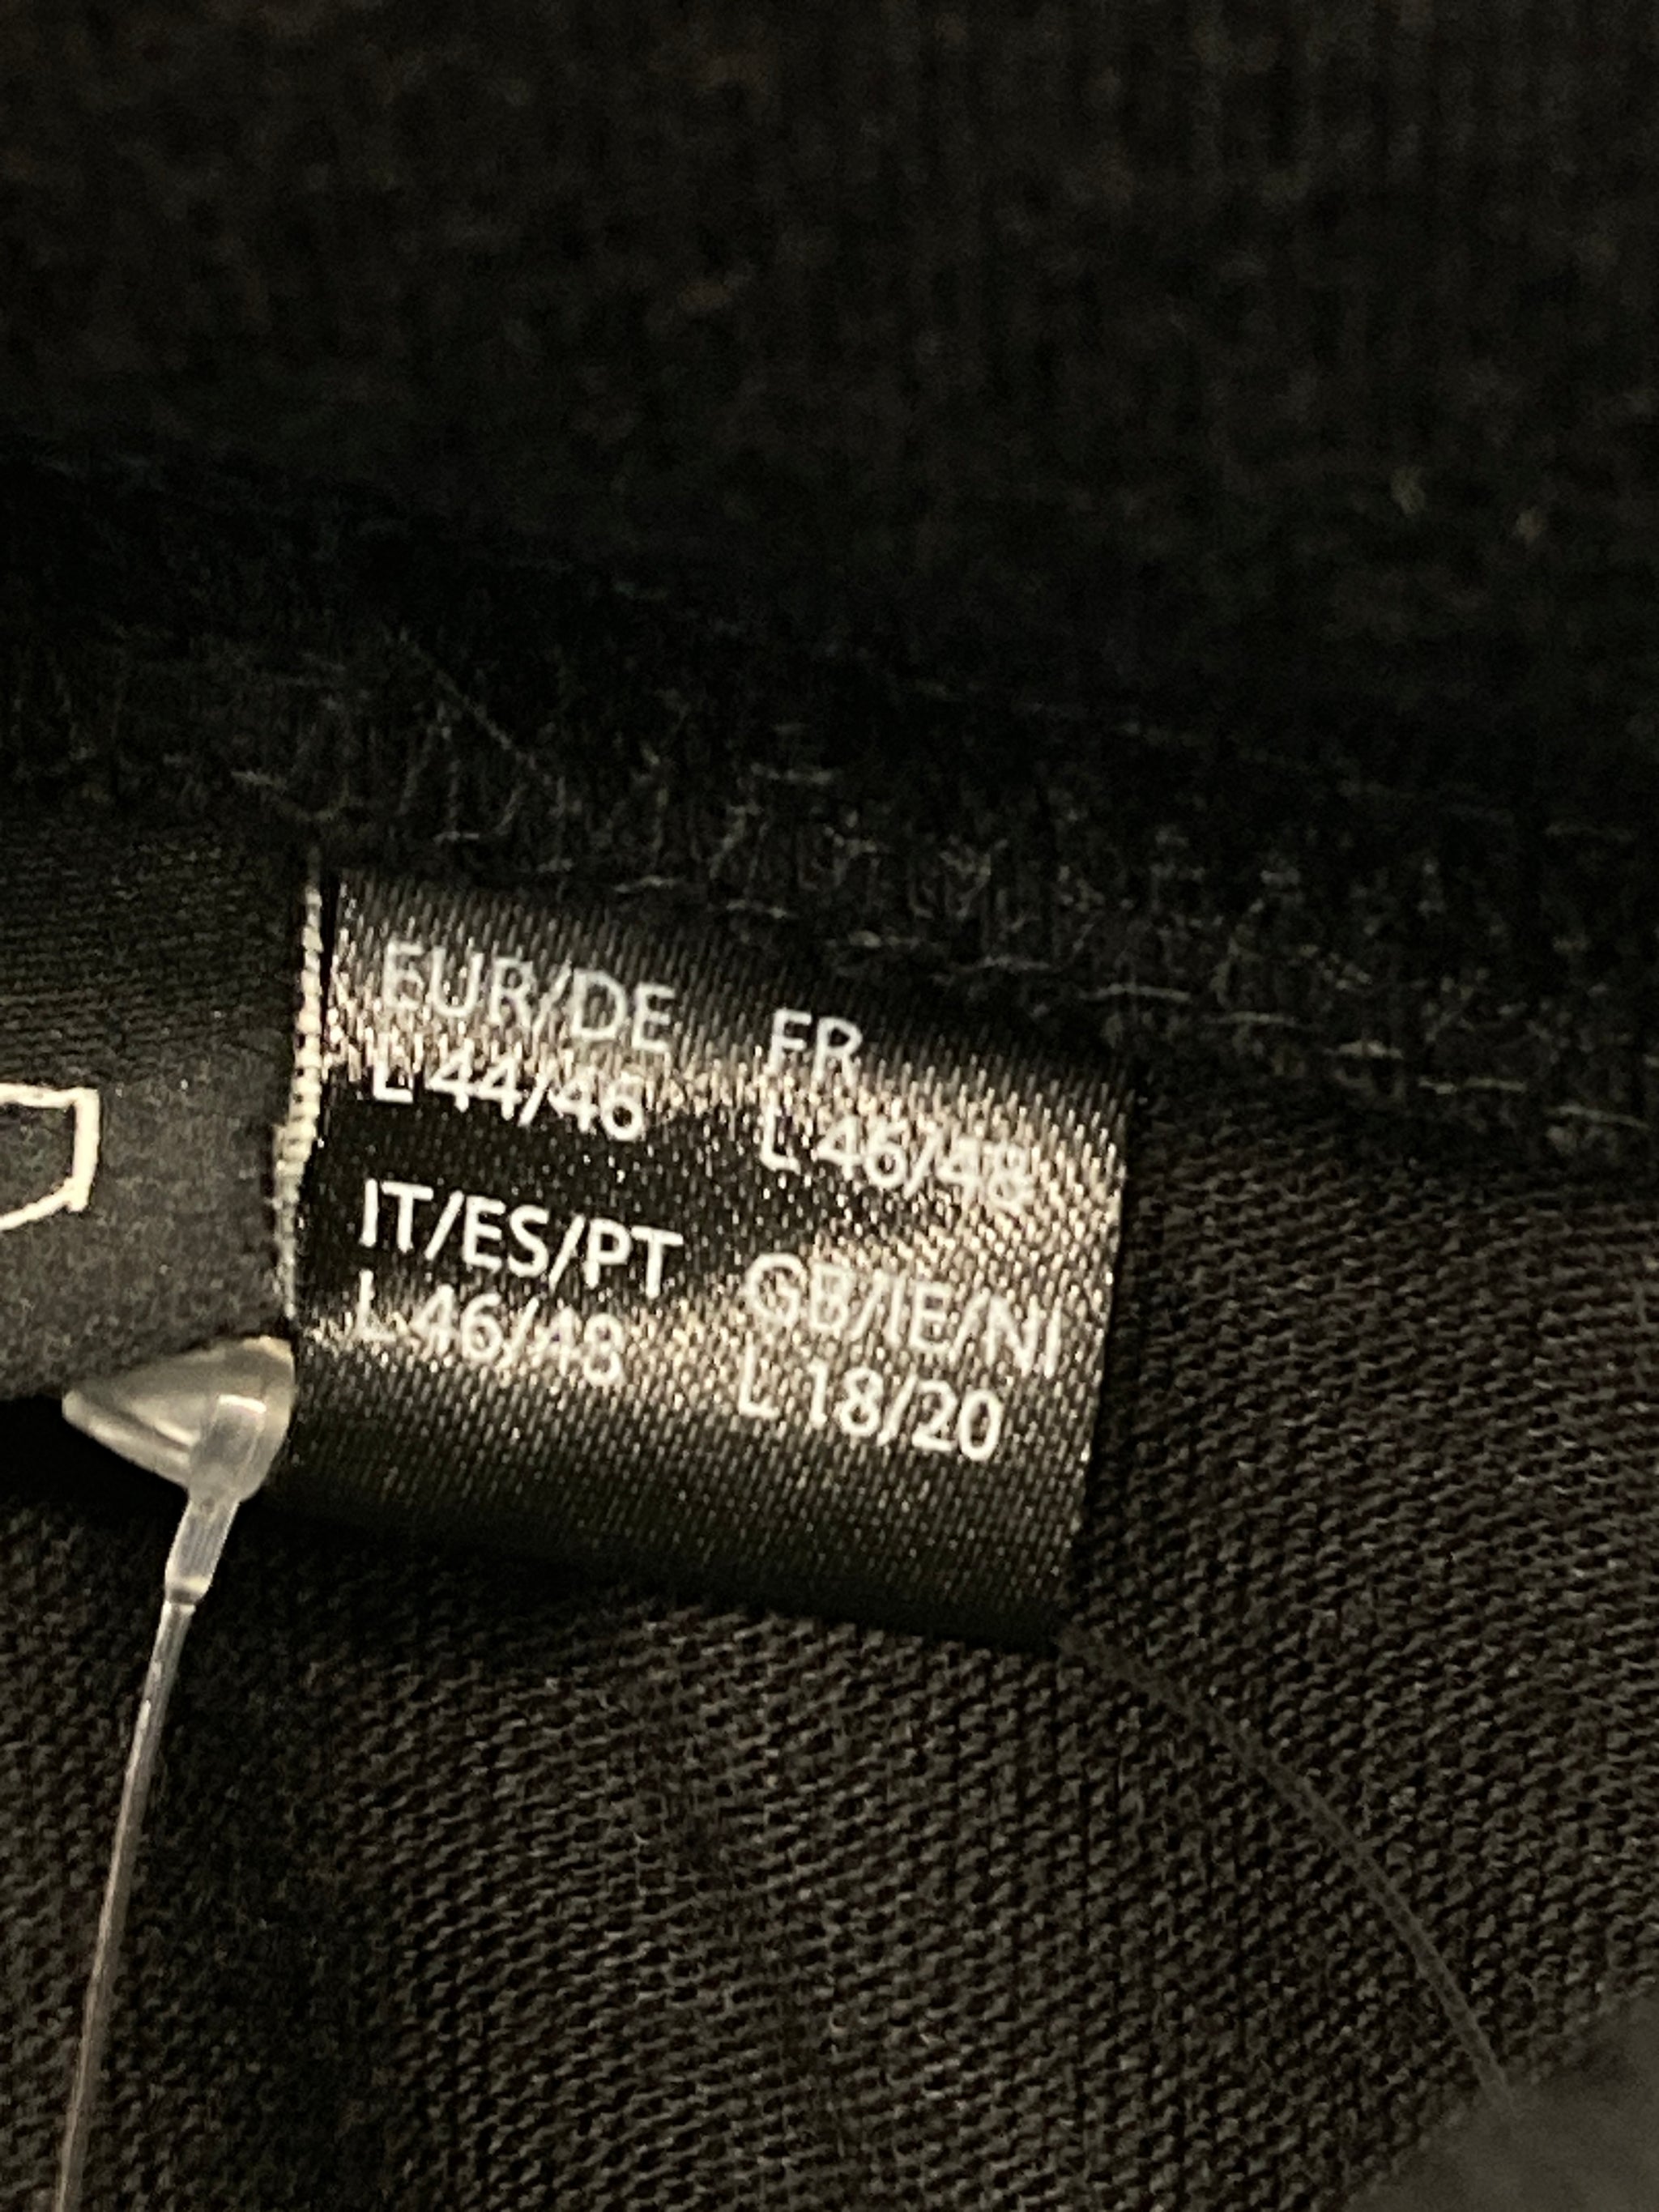 EUR/DE FR
L 44/46 L 46/48
IT/ES/PT GB/IE/NI
L 46/48 L 18/20